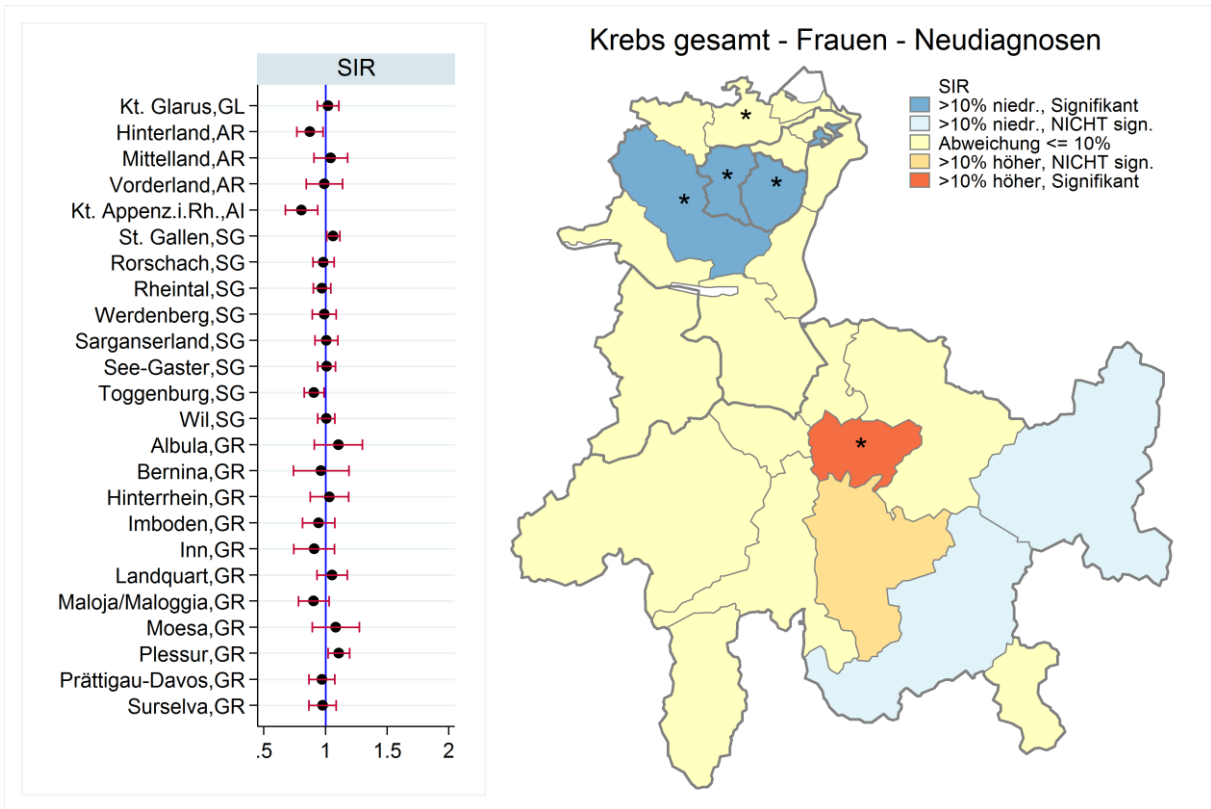 Krebs gesamt - Frauen - Neudiagnosen
SIR
Kt. Glarus,GL
Hinterland,AR
Mittelland,AR
Vorderland,AR
Kt. Appenz.i.Rh.,AI
St. Gallen,SG
Rorschach,SG
Rheintal,SG
Werdenberg,SG
Sarganserland,SG
See-Gaster,SG
Toggenburg,SG
Wil,SG
Albula,GR
Bernina,GR
Hinterrhein,GR
Imboden,GR
Inn,GR
Landquart,GR
Maloja/Maloggia,GR
Moesa,GR
Plessur,GR
Prättigau-Davos,GR
Surselva,GR
.5 1 1.5 2
SIR
>10% niedr., Signifikant
>10% niedr., NICHT sign.
Abweichung <= 10%
>10% höher, NICHT sign.
>10% höher, Signifikant
*
*
*
*
*